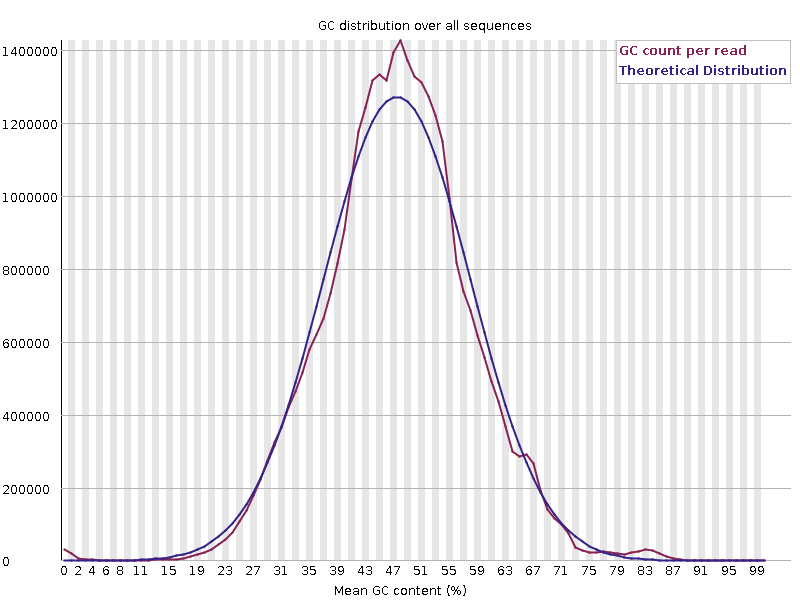 GC distribution over all sequences
GC count per read
Theoretical Distribution
1400000
1200000
1000000
800000
600000
400000
200000
0
0 2 4 6 8 11 15 19 23 27 31 35 39 43 47 51 55 59 63 67 71 75 79 83 87 91 95 99
Mean GC content (%)